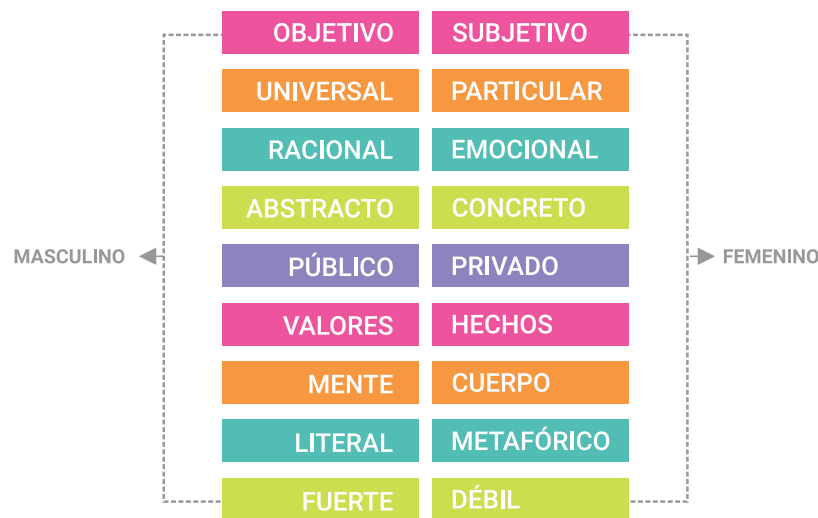 OBJETIVO SUBJETIVO
UNIVERSAL PARTICULAR
RACIONAL EMOCIONAL
ABSTRACTO CONCRETO
MASCULINO PÚBLICO PRIVADO FEMENINO
VALORES HECHOS
MENTE CUERPO
LITERAL METAFÓRICO
FUERTE DÉBIL